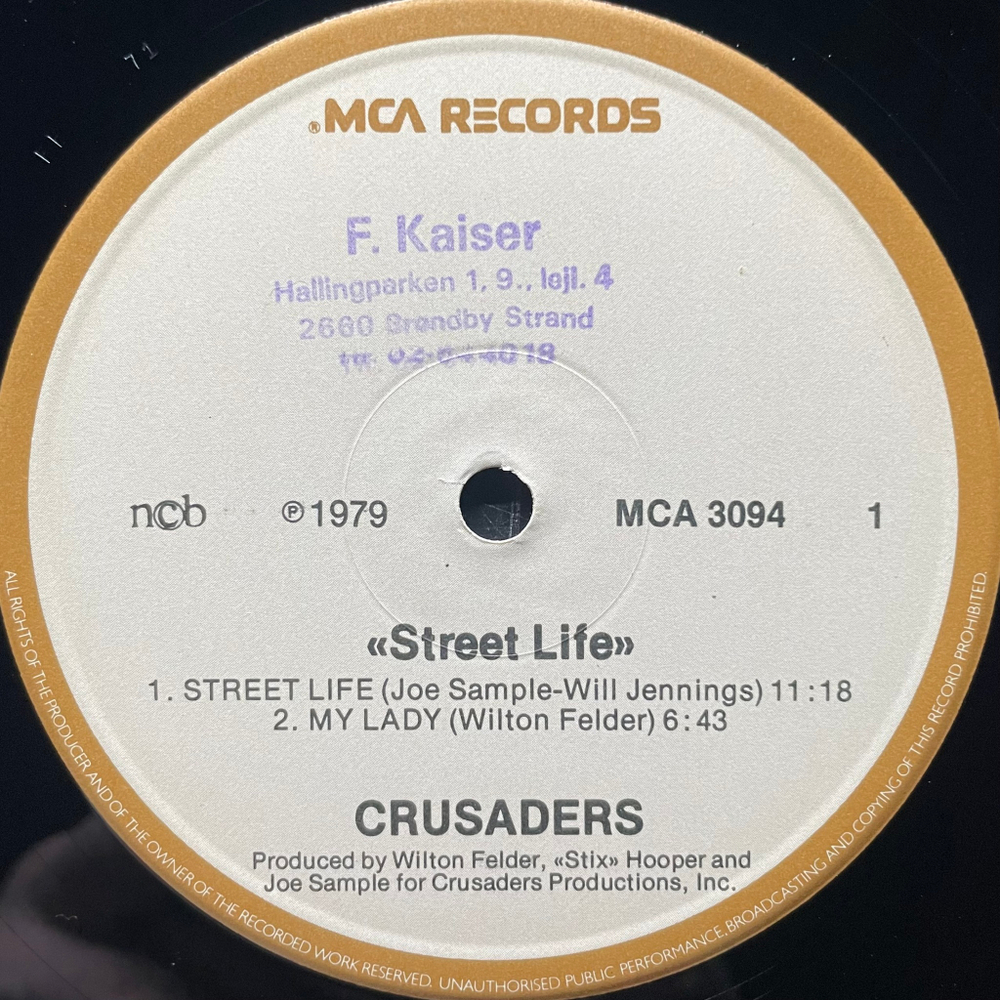 ® MCA RECORDS
F. Kaiser
Hallingparken 1, 9., lejl. 4
2660 Brøndby Strand
ncb ℗1979 MCA 3094 1
«Street Life»
1. STREET LIFE (Joe Sample-Will Jennings) 11:18
2. MY LADY (Wilton Felder) 6:43
CRUSADERS
Produced by Wilton Felder, «Stix» Hooper and
Joe Sample for Crusaders Productions, Inc.
ALL RIGHTS OF THE PRODUCER AND OF THE OWNER OF THE RECORDED WORK RESERVED. UNAUTHORISED PUBLIC PERFORMANCE, BROADCASTING AND COPYING OF THIS RECORD PROHIBITED.